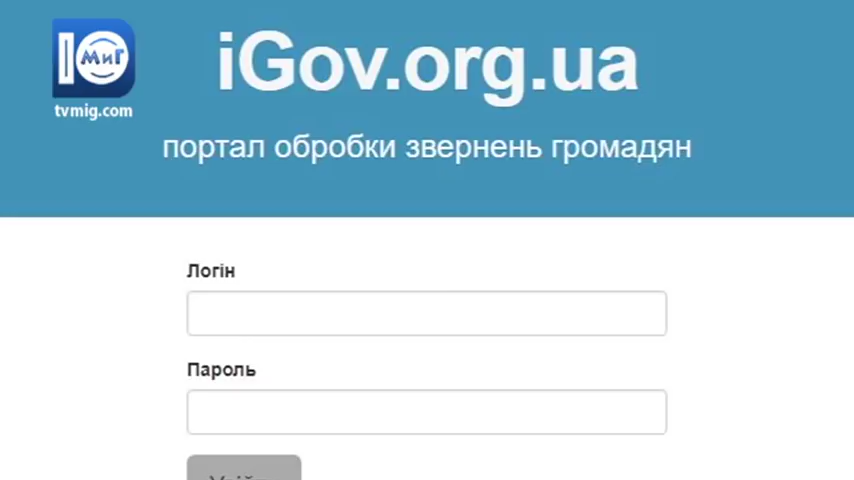 МиГ
tvmig.com
iGov.org.ua
портал обробки звернень громадян
Логін
Пароль